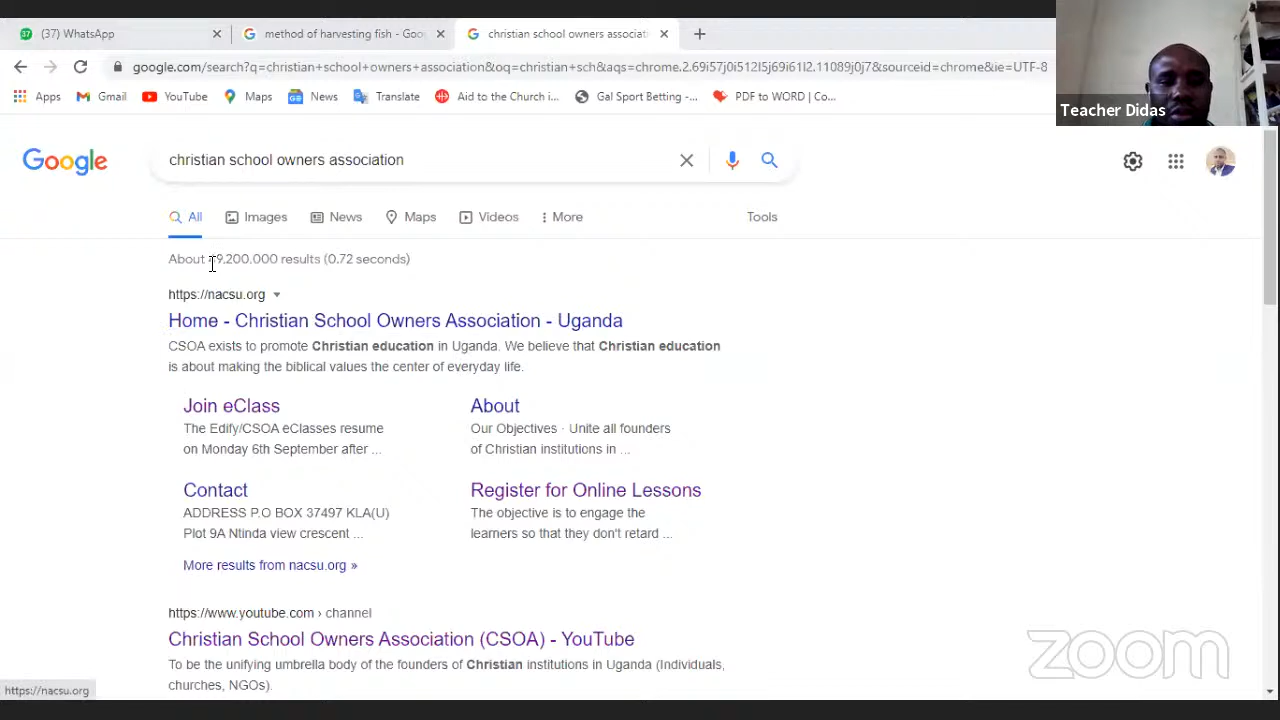 (37) WhatsApp
method of harvesting fish - Goo
christian school owners associati
google.com/search?q=christian+school+owners+association&oq=christian+sch&aqs=chrome.2.69i57j0i512l5j69i61l2.11089j0j7&sourceid=chrome&ie=UTF-8
Apps Gmail YouTube Maps News Translate Aid to the Church i... Gal Sport Betting -... PDF to WORD | Co...
Teacher Didas
Google
christian school owners association
All Images News Maps Videos More Tools
About 9,200,000 results (0.72 seconds)
https://nacsu.org
Home - Christian School Owners Association - Uganda
CSOA exists to promote Christian education in Uganda. We believe that Christian education
is about making the biblical values the center of everyday life.
Join eClass
The Edify/CSOA eClasses resume
on Monday 6th September after ...
About
Our Objectives · Unite all founders
of Christian institutions in ...
Contact
ADDRESS P.O BOX 37497 KLA(U)
Plot 9A Ntinda view crescent ...
Register for Online Lessons
The objective is to engage the
learners so that they don't retard ...
More results from nacsu.org »
https://www.youtube.com › channel
Christian School Owners Association (CSOA) - YouTube
To be the unifying umbrella body of the founders of Christian institutions in Uganda (Individuals,
churches, NGOs).
https://nacsu.org
zoom